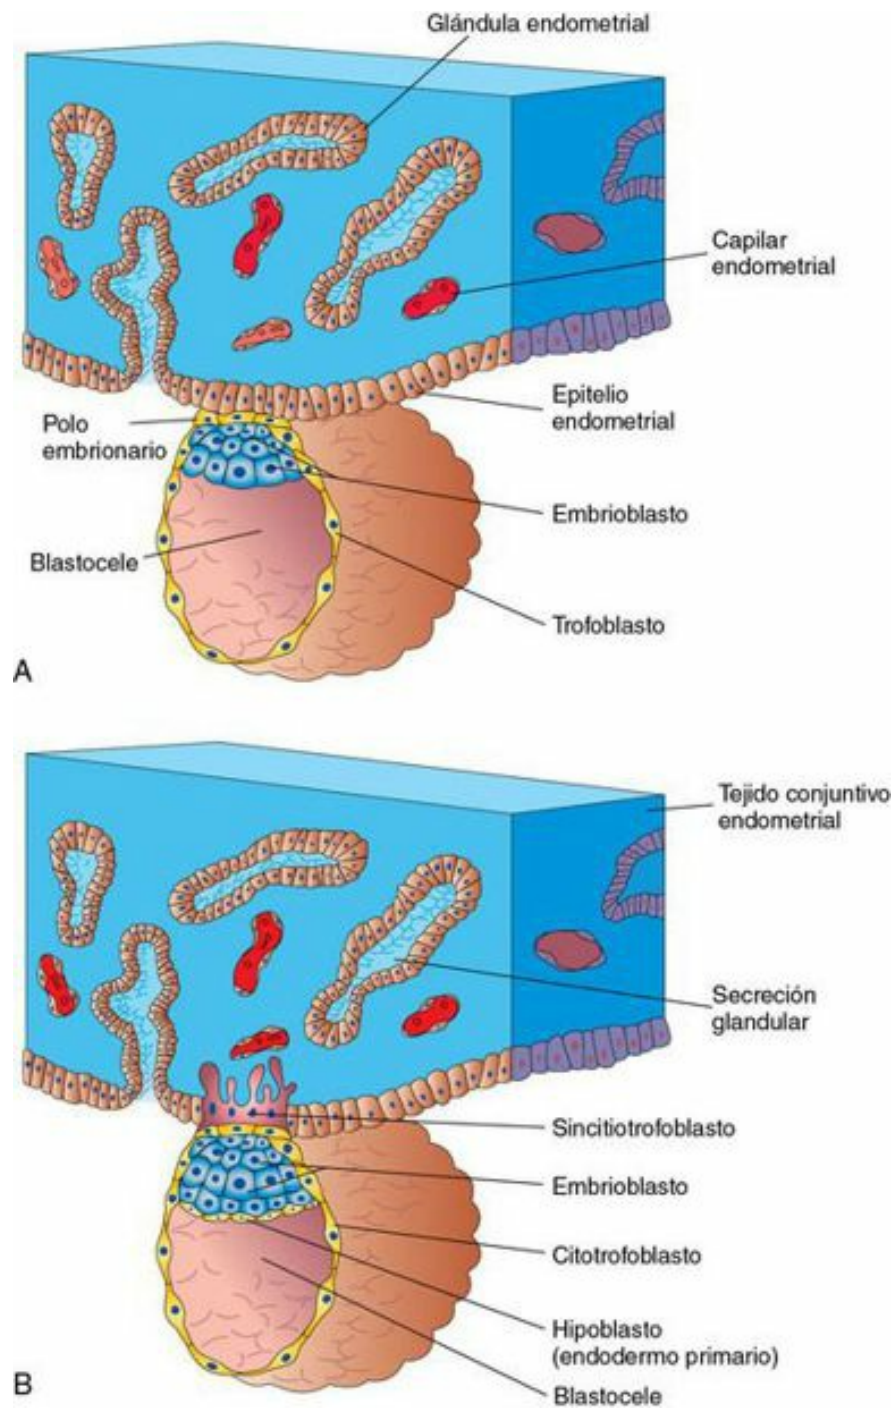 Glándula endometrial
Capilar
endometrial
Epitelio
endometrial
Polo
embrionario
Embrioblasto
Blastocele
Trofoblasto
A
Tejido conjuntivo
endometrial
Secreción
glandular
Sincitiotrofoblasto
Embrioblasto
Citotrofoblasto
Hipoblasto
(endodermo primario)
Blastocele
B